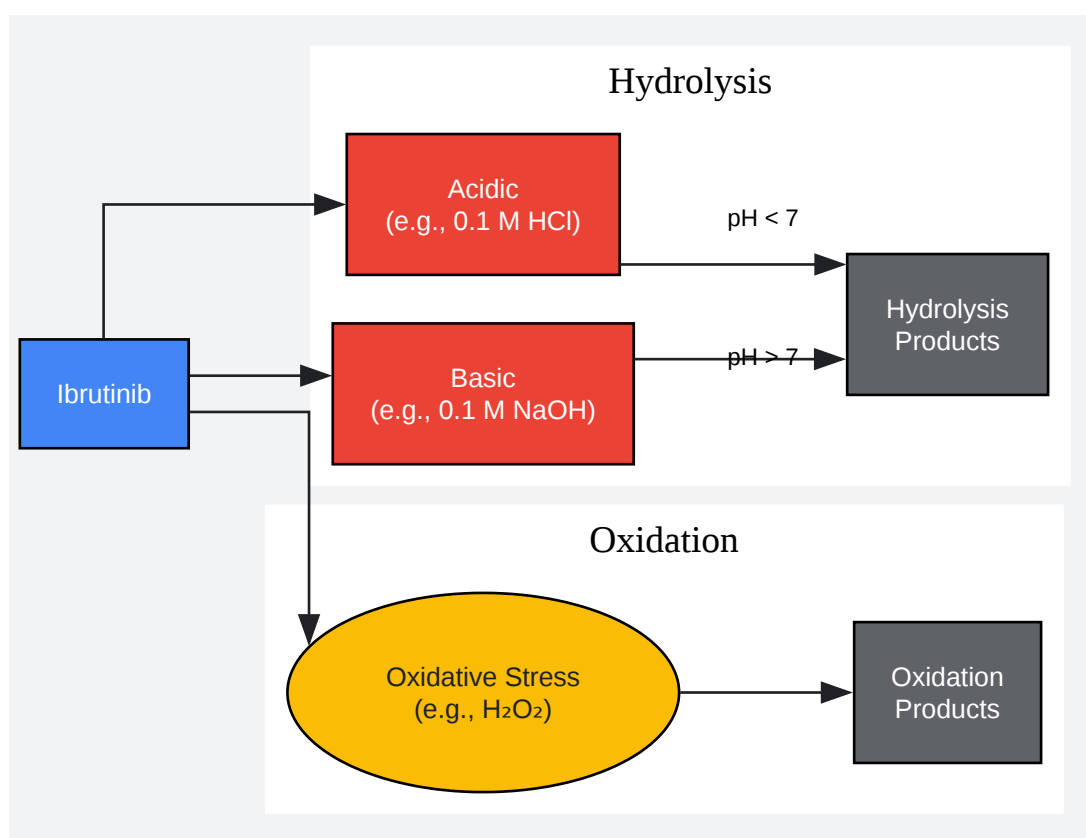 Hydrolysis
Acidic
(e.g., 0.1 M HCl)
pH < 7
Hydrolysis
Products
Ibrutinib
Basic
(e.g., 0.1 M NaOH)
pH > 7
Oxidation
Oxidative Stress
(e.g., H₂O₂)
Oxidation
Products